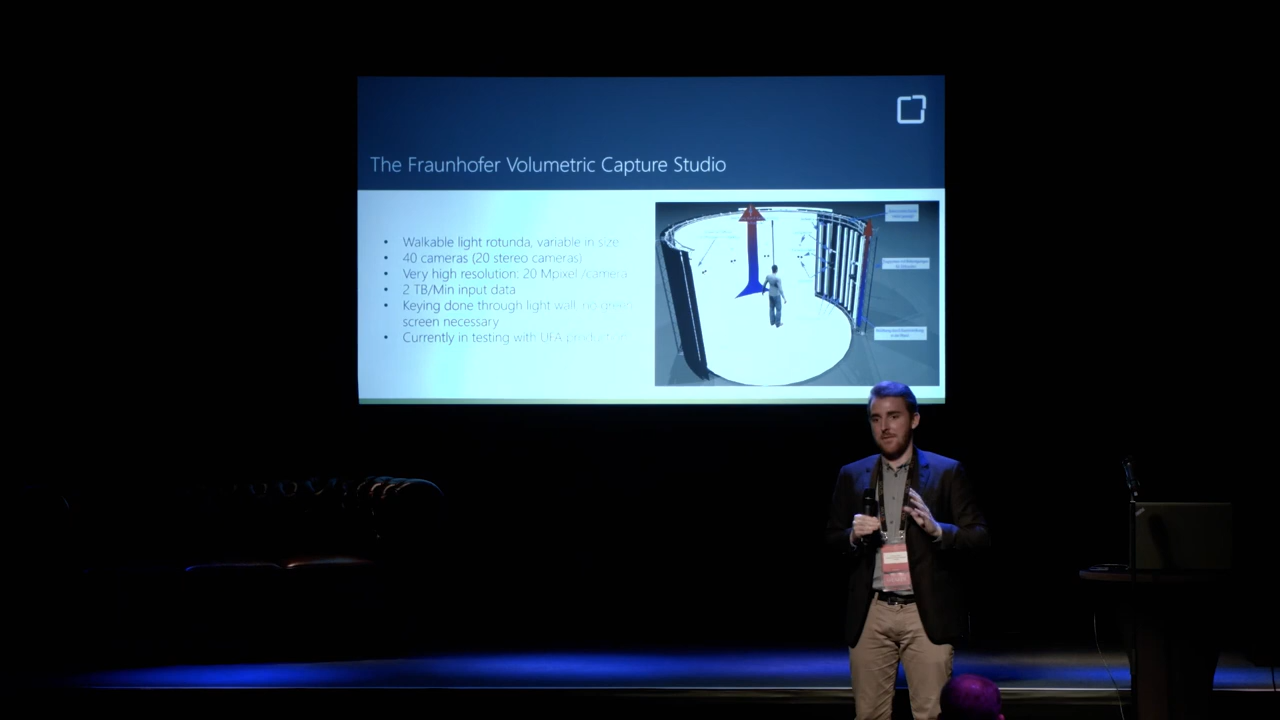 The Fraunhofer Volumetric Capture Studio
• Walkable light rotunda, variable in size
• 40 cameras (20 stereo cameras)
• Very high resolution: 20 Mpixel /camera
• 2 TB/Min input data
• Keying done through light wall, no green
screen necessary
• Currently in testing with UFA production